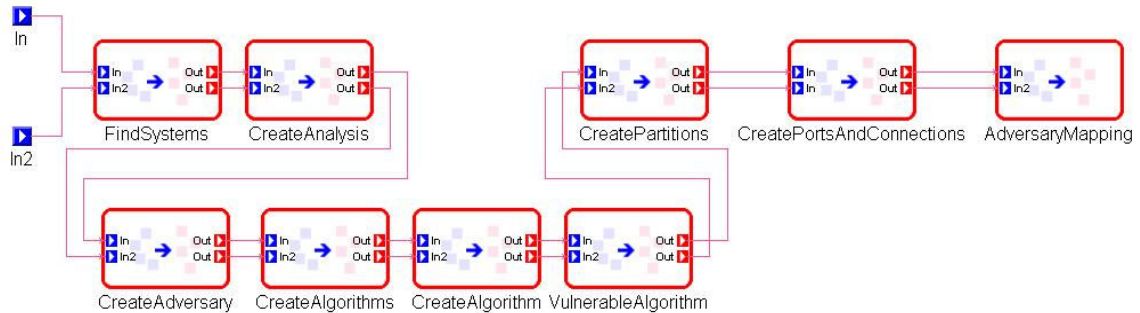 In
In2
In Out
In2 Out
FindSystems
In Out
In2 Out
CreateAnalysis
In Out
In2 Out
CreatePartitions
In Out
In Out
CreatePortsAndConnections
In
In2
AdversaryMapping
In Out
In2 Out
CreateAdversary
In Out
In2 Out
CreateAlgorithms
In Out
In2 Out
CreateAlgorithm
In Out
In2 Out
VulnerableAlgorithm